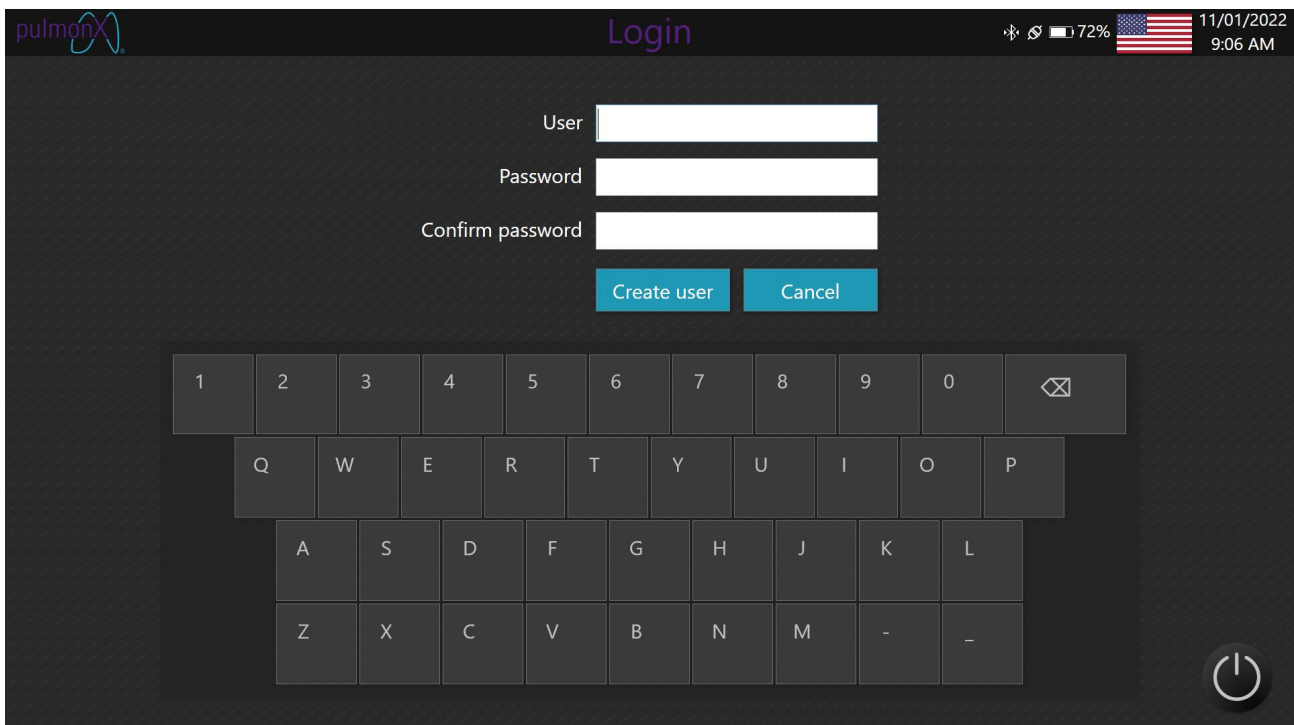 pulmonX
Login
72%
11/01/2022
9:06 AM
User
Password
Confirm password
Create user
Cancel
1 2 3 4 5 6 7 8 9 0
Q W E R T Y U I O P
A S D F G H J K L
Z X C V B N M - _